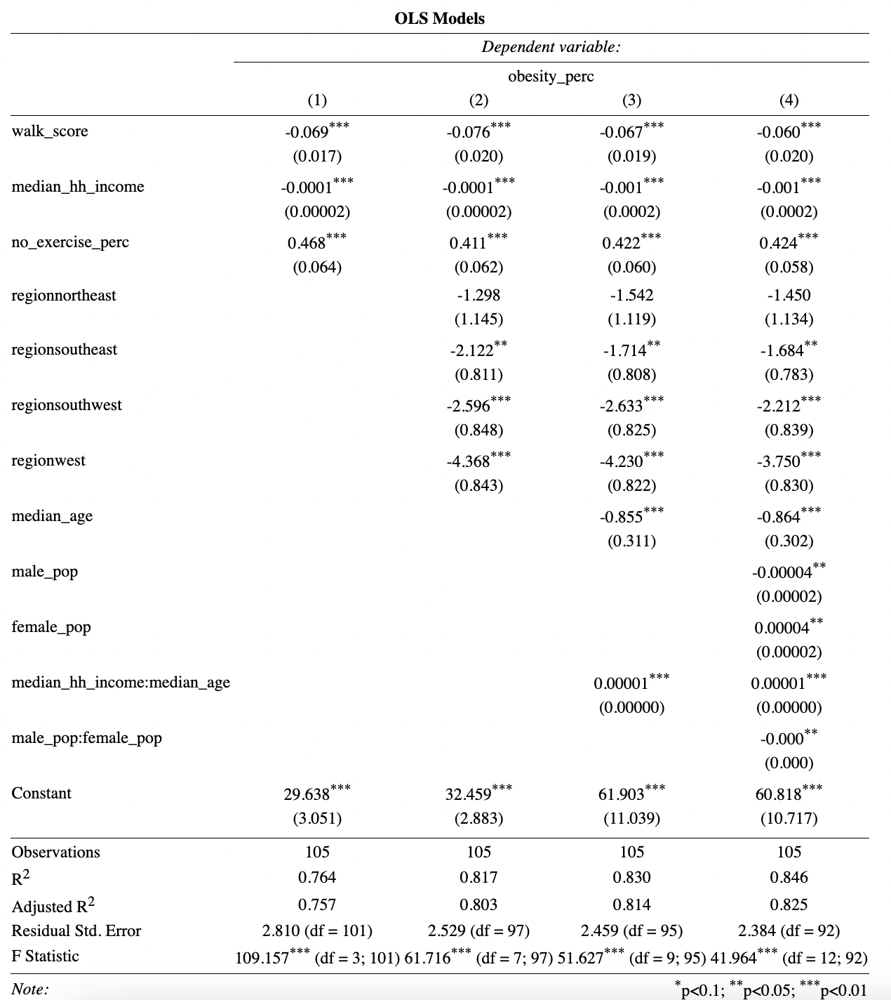 OLS Models
Dependent variable:
obesity_perc
(1) (2) (3) (4)
walk_score -0.069*** -0.076*** -0.067*** -0.060***
(0.017) (0.020) (0.019) (0.020)
median_hh_income -0.0001*** -0.0001*** -0.001*** -0.001***
(0.00002) (0.00002) (0.0002) (0.0002)
no_exercise_perc 0.468*** 0.411*** 0.422*** 0.424***
(0.064) (0.062) (0.060) (0.058)
regionnortheast -1.298 -1.542 -1.450
(1.145) (1.119) (1.134)
regionsoutheast -2.122** -1.714** -1.684**
(0.811) (0.808) (0.783)
regionsouthwest -2.596*** -2.633*** -2.212***
(0.848) (0.825) (0.839)
regionwest -4.368*** -4.230*** -3.750***
(0.843) (0.822) (0.830)
median_age -0.855*** -0.864***
(0.311) (0.302)
male_pop -0.00004**
(0.00002)
female_pop 0.00004**
(0.00002)
median_hh_income:median_age 0.00001*** 0.00001***
(0.00000) (0.00000)
male_pop:female_pop -0.000**
(0.000)
Constant 29.638*** 32.459*** 61.903*** 60.818***
(3.051) (2.883) (11.039) (10.717)
Observations 105 105 105 105
R2 0.764 0.817 0.830 0.846
Adjusted R2 0.757 0.803 0.814 0.825
Residual Std. Error 2.810 (df = 101) 2.529 (df = 97) 2.459 (df = 95) 2.384 (df = 92)
F Statistic 109.157*** (df = 3; 101) 61.716*** (df = 7; 97) 51.627*** (df = 9; 95) 41.964*** (df = 12; 92)
Note: *p<0.1; **p<0.05; ***p<0.01